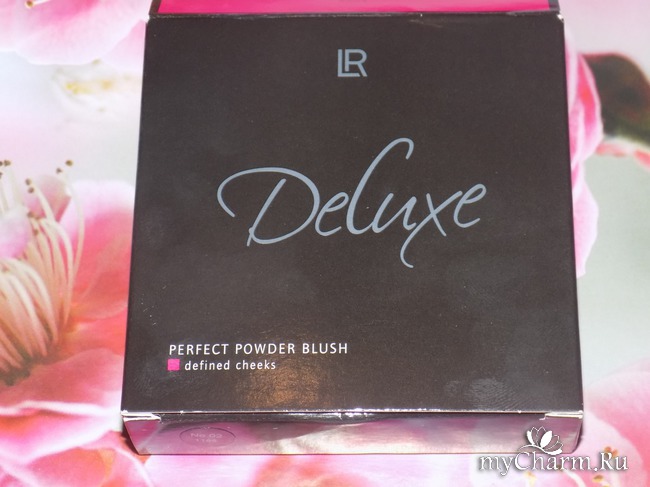 LR
Deluxe
PERFECT POWDER BLUSH
defined cheeks
myCharm.Ru